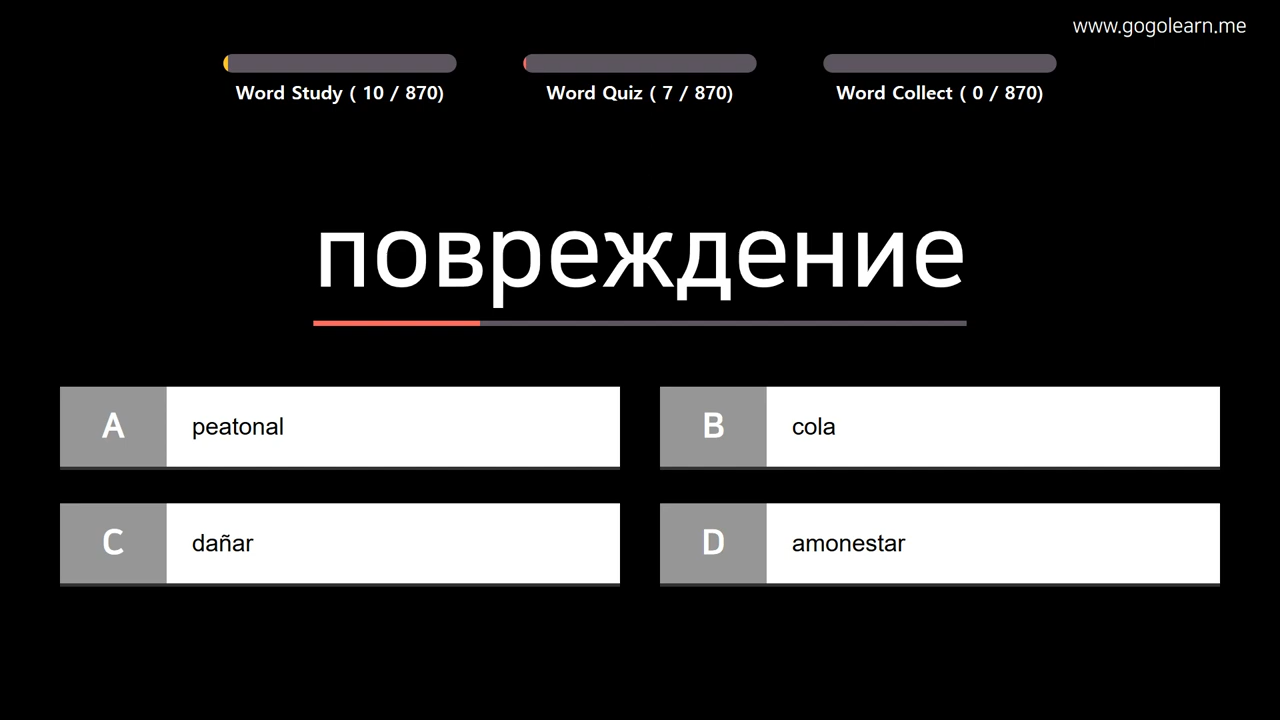 www.gogolearn.me
Word Study ( 10 / 870)
Word Quiz ( 7 / 870)
Word Collect ( 0 / 870)
повреждение
A peatonal
B cola
C dañar
D amonestar